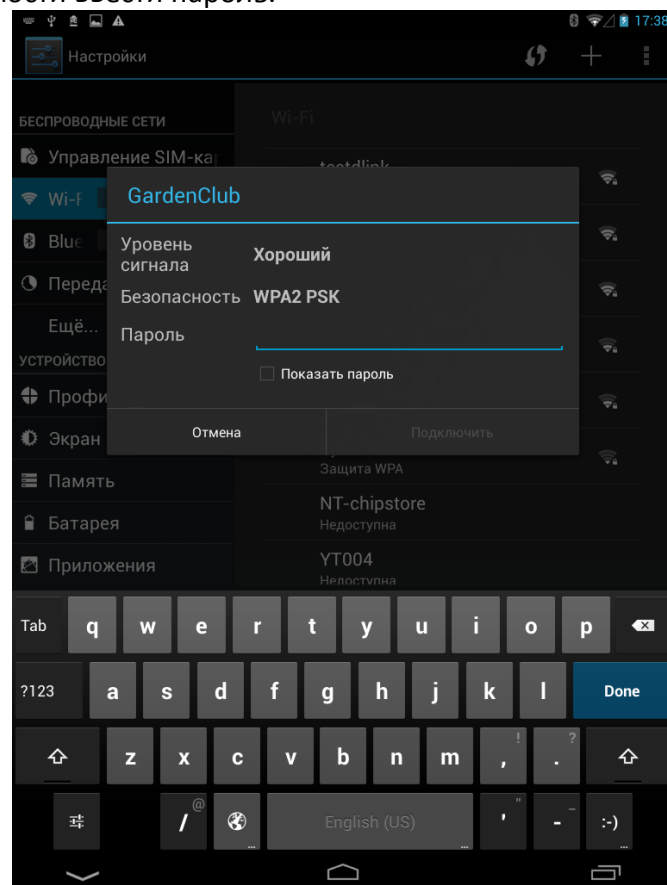 ввести пароль.
17:38
Настройки
БЕСПРОВОДНЫЕ СЕТИ
Wi-Fi
Управление SIM-кар
testdlink
Wi-F
GardenClub
Blue
Уровень сигнала
Хороший
Переда
Безопасность WPA2 PSK
Ещё...
Пароль
УСТРОЙСТВО
Показать пароль
Профи
Отмена
Подключить
Экран
Защита WPA
Память
NT-chipstore
Недоступна
Батарея
YT004
Недоступна
Приложения
Tab q w e r t y u i o p
?123 a s d f g h j k l Done
z x c v b n m , ! . ?
/ @ English (US) ' " - _ :-)